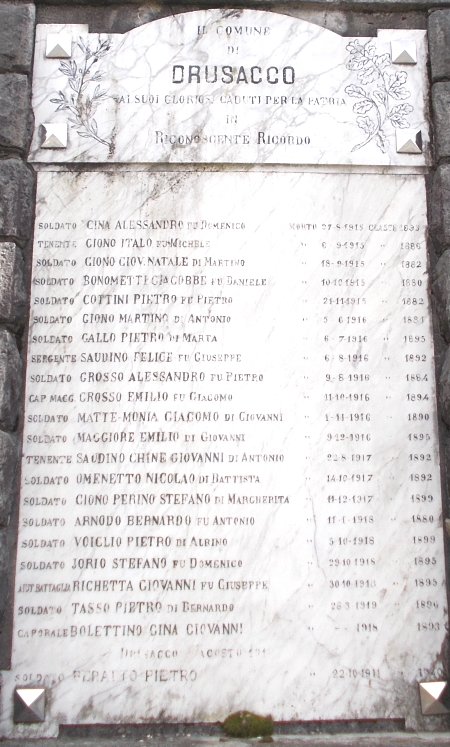 IL COMUNE
DI
DRUSACCO
AI SUOI GLORIOSI CADUTI PER LA PATRIA
IN
RICONOSCENTE RICORDO
SOLDATO GINA ALESSANDRO FU DOMENICO MORTO 27-8-1915 CLASSE
TENENTE GIONO ITALO FU MICHELE " 6-9-1915 " 1886
SOLDATO GIONO GIOV. NATALE DI MARTINO " 18-9-1915 " 1882
SOLDATO BONOMETTI GIACOBBE FU DANIELE " 10-10-1915 "
SOLDATO COTTINI PIETRO FU PIETRO " 21-11-1915 " 1882
SOLDATO GIONO MARTINO DI ANTONIO " 5-6-1916 "
SOLDATO GALLO PIETRO DI MARTA " 6-7-1916 " 1895
SERGENTE SAUDINO FELICE FU GIUSEPPE " 6-8-1916 " 1892
SOLDATO GROSSO ALESSANDRO FU PIETRO " 9-8-1916 " 1884
CAP. MAGG. GROSSO EMILIO FU GIACOMO " 11-10-1916 " 1894
SOLDATO MATTE-MONIA GIACOMO DI GIOVANNI " 1-11-1916 " 1890
SOLDATO MAGGIORE EMILIO DI GIOVANNI " 9-12-1916 " 1895
TENENTE SAUDINO CHINE GIOVANNI DI ANTONIO " 22-8-1917 " 1892
SOLDATO OMENETTO NICOLAO DI BATTISTA " 14-10-1917 " 1892
SOLDATO GIONO PERINO STEFANO DI MARGHERITA " 11-12-1917 " 1899
SOLDATO ARNODO BERNARDO FU ANTONIO " 1918 " 1880
SOLDATO VOIGLIO PIETRO DI ALBINO " 5-10-1918 " 1899
SOLDATO JORIO STEFANO FU DOMENICO " 29-10-1918 " 1895
AIUT. BATTAGLIA RICHETTA GIOVANNI FU GIUSEPPE " 30-10-1918 " 1895
SOLDATO TASSO PIETRO DI BERNARDO " 1919 " 1896
CAPORALE BOLETTINO GINA GIOVANNI " 1918 " 1893
DRUSACCO AGOSTO
SOLDATO PERALTO PIETRO " 22-10-1911 "